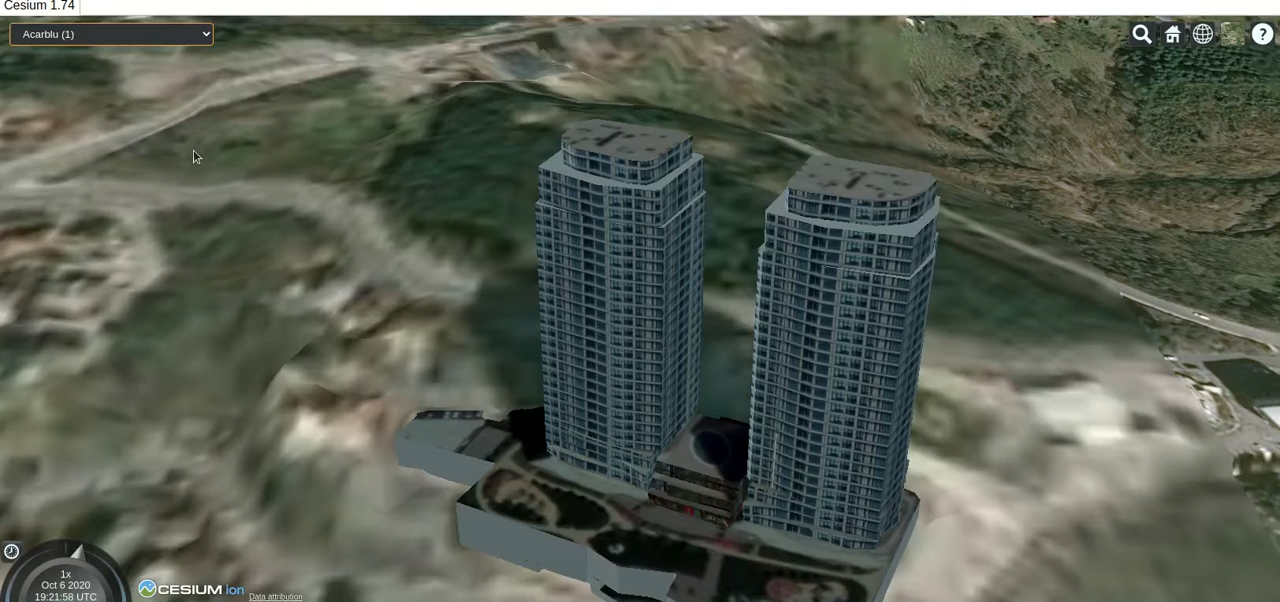 Cesium 1.74
Acarblu (1)
?
1x
Oct 6 2020
19:21:58 UTC
CESIUM ion
Data attribution